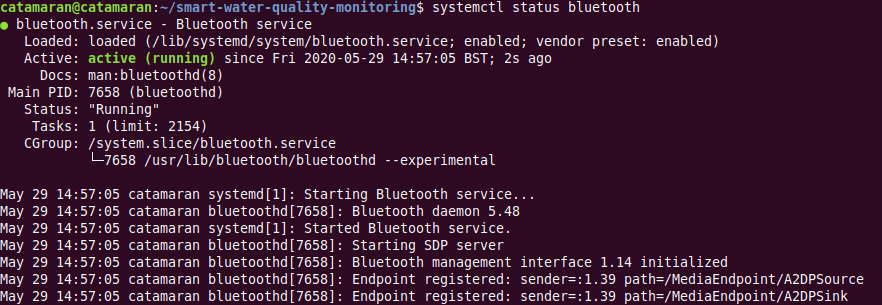 catamaran@catamaran:~/smart-water-quality-monitoring$ systemctl status bluetooth
● bluetooth.service - Bluetooth service
   Loaded: loaded (/lib/systemd/system/bluetooth.service; enabled; vendor preset: enabled)
   Active: active (running) since Fri 2020-05-29 14:57:05 BST; 2s ago
     Docs: man:bluetoothd(8)
 Main PID: 7658 (bluetoothd)
   Status: "Running"
    Tasks: 1 (limit: 2154)
   CGroup: /system.slice/bluetooth.service
           └─7658 /usr/lib/bluetooth/bluetoothd --experimental

May 29 14:57:05 catamaran systemd[1]: Starting Bluetooth service...
May 29 14:57:05 catamaran bluetoothd[7658]: Bluetooth daemon 5.48
May 29 14:57:05 catamaran systemd[1]: Started Bluetooth service.
May 29 14:57:05 catamaran bluetoothd[7658]: Starting SDP server
May 29 14:57:05 catamaran bluetoothd[7658]: Bluetooth management interface 1.14 initialized
May 29 14:57:05 catamaran bluetoothd[7658]: Endpoint registered: sender=:1.39 path=/MediaEndpoint/A2DPSource
May 29 14:57:05 catamaran bluetoothd[7658]: Endpoint registered: sender=:1.39 path=/MediaEndpoint/A2DPSink